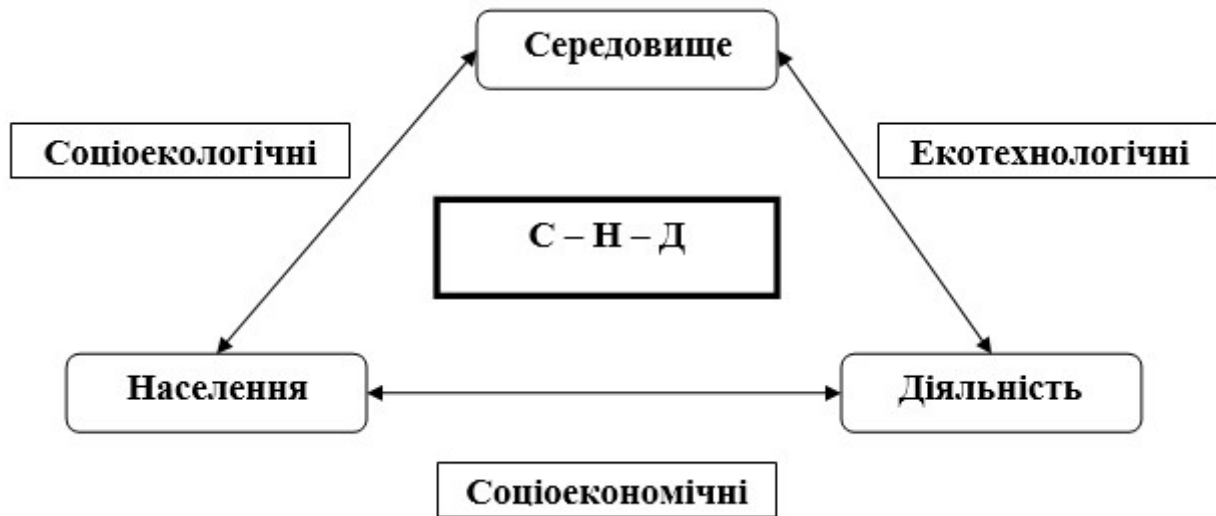 Середовище
Соціоекологічні
Екотехнологічні
С – Н – Д
Населення
Діяльність
Соціоекономічні